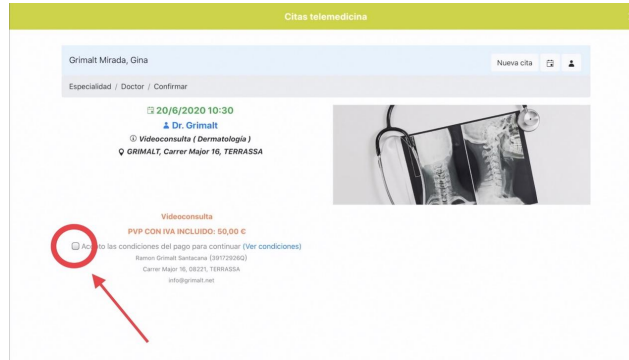 Citas telemedicina
Grimalt Mirada, Gina
Nueva cita
Especialidad / Doctor / Confirmar
20/6/2020 10:30
Dr. Grimalt
Videoconsulta ( Dermatología )
GRIMALT, Carrer Major 16, TERRASSA
Videoconsulta
PVP CON IVA INCLUIDO: 50,00 €
Acepto las condiciones del pago para continuar (Ver condiciones)
Ramon Grimalt Santacana (39172926Q)
Carrer Major 16, 08221, TERRASSA
info@grimalt.net